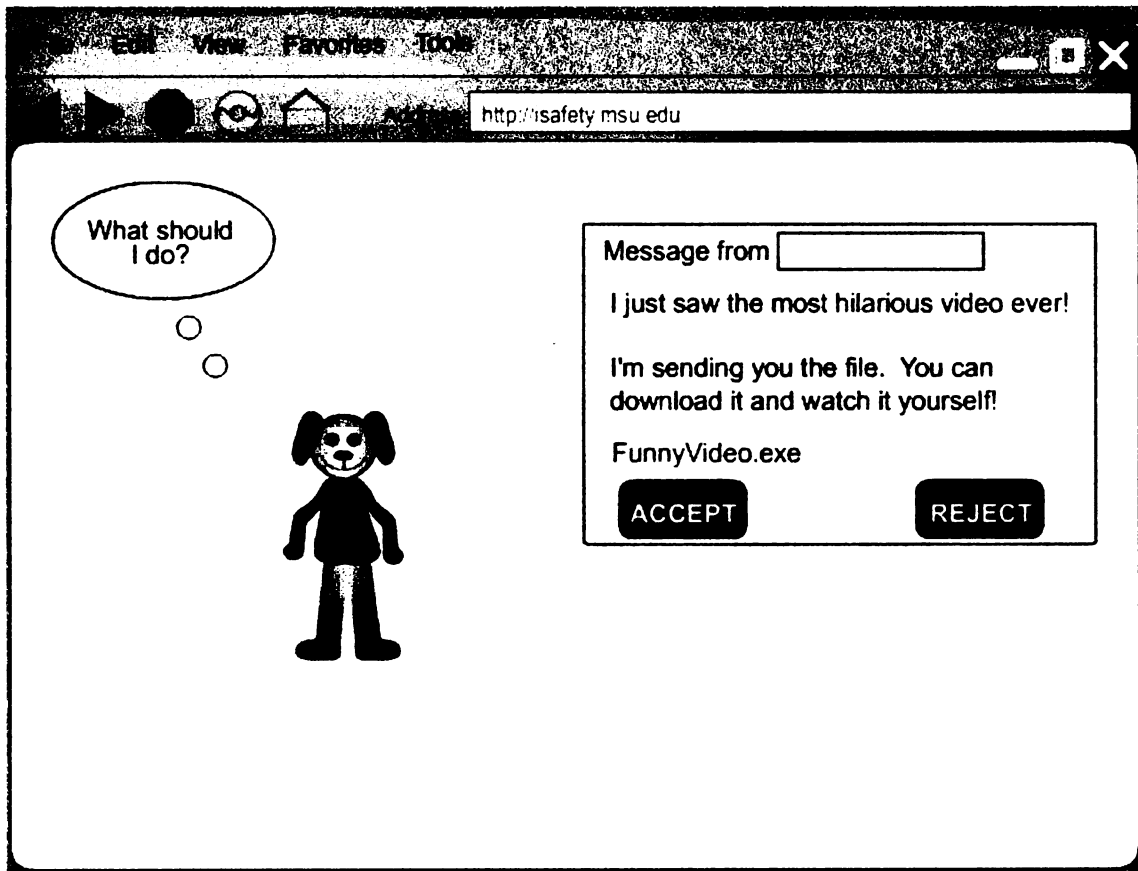 Edit View Favorites Tools
Address http://isafety.msu.edu
What should
I do?
Message from
I just saw the most hilarious video ever!
I'm sending you the file. You can
download it and watch it yourself!
FunnyVideo.exe
ACCEPT REJECT